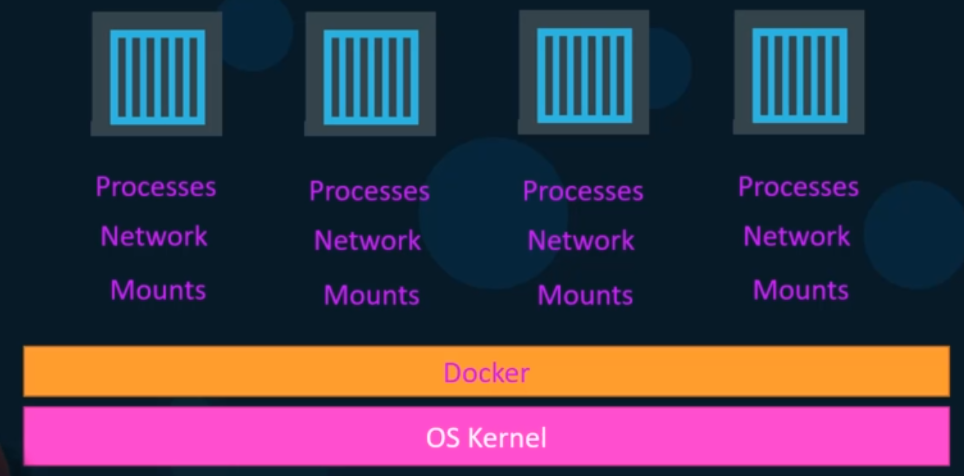 Processes
Network
Mounts
Processes
Network
Mounts
Processes
Network
Mounts
Processes
Network
Mounts
Docker
OS Kernel